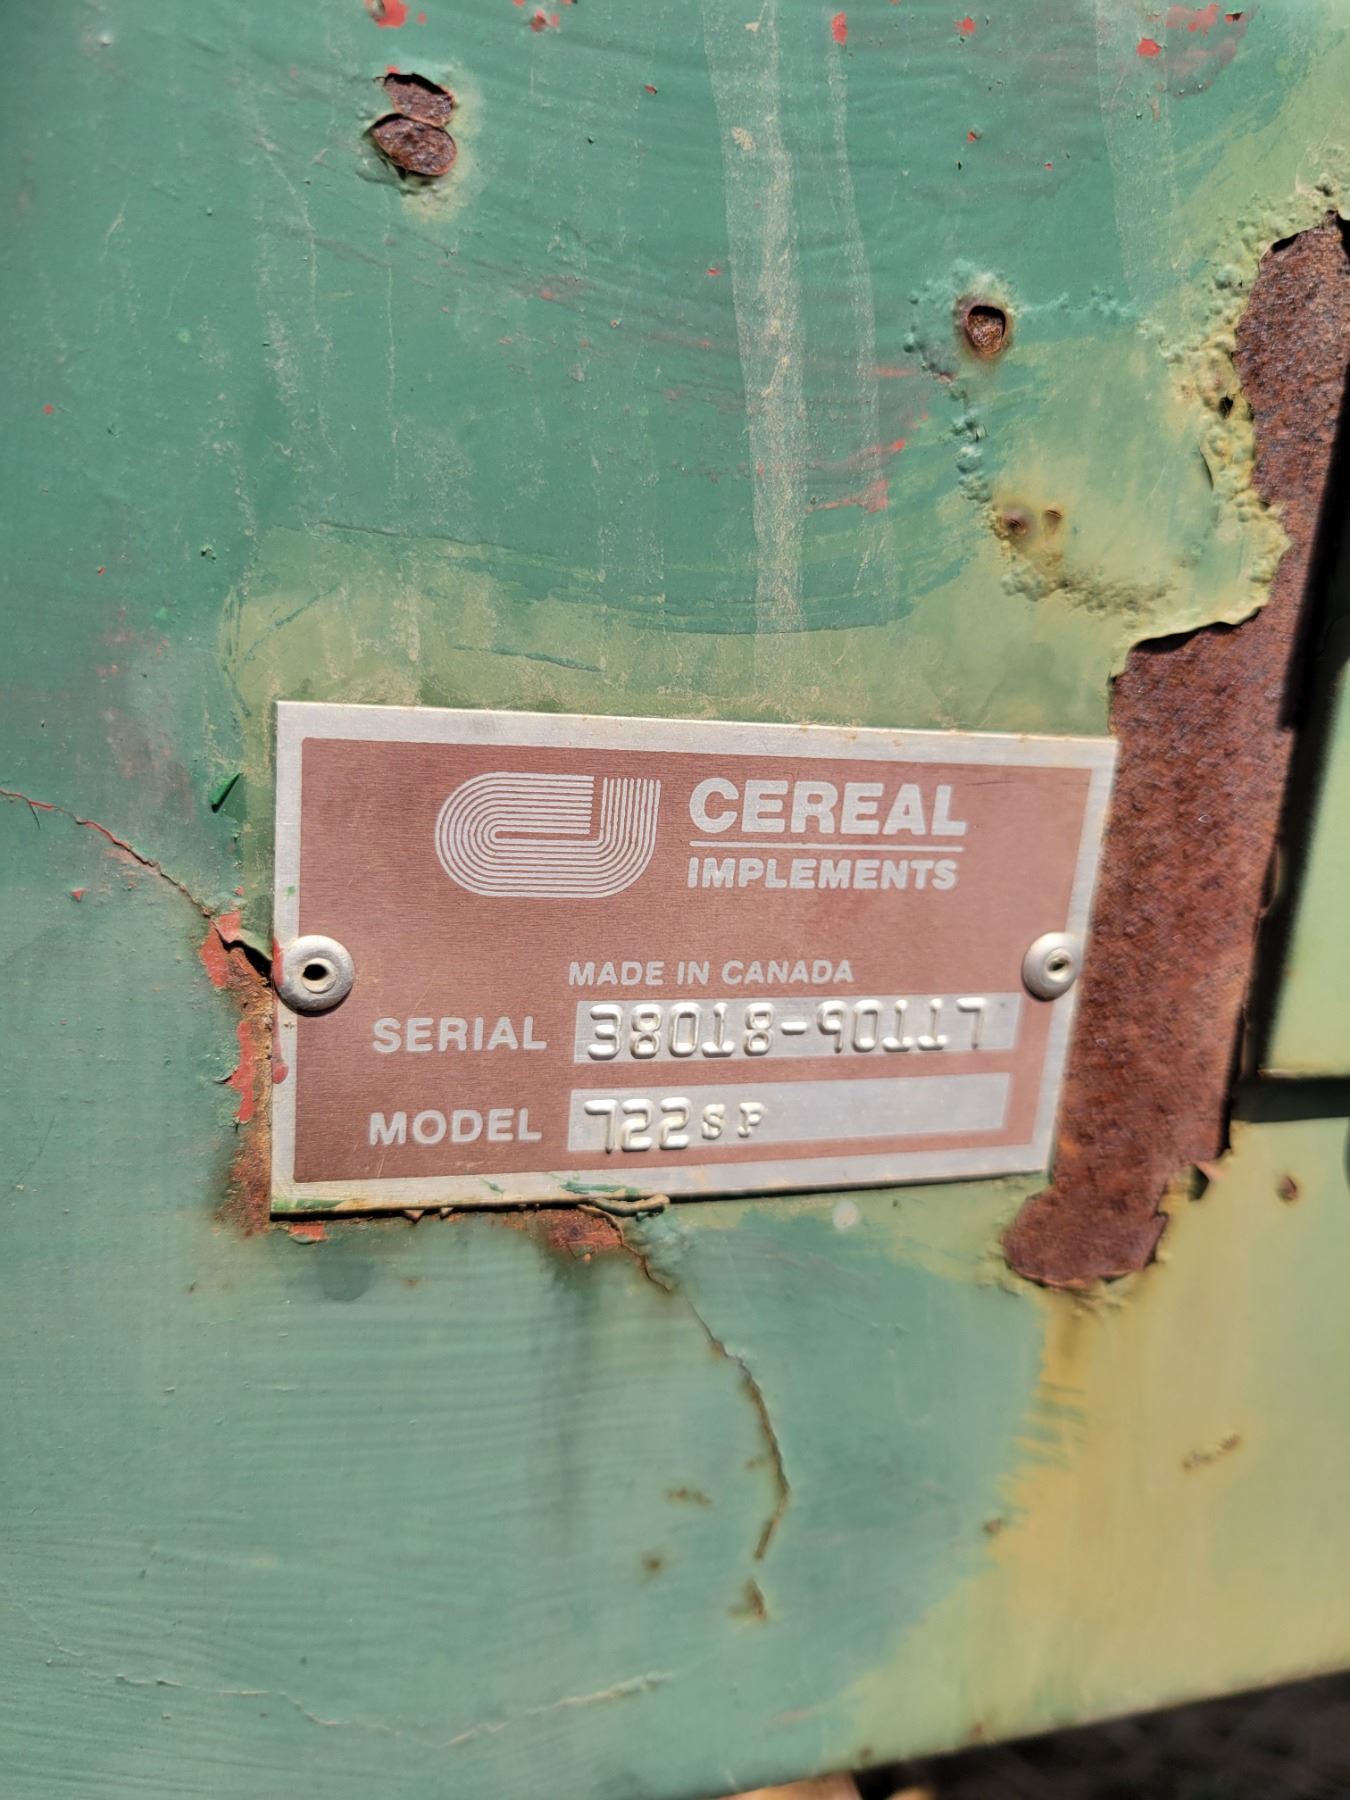 CEREAL
IMPLEMENTS
MADE IN CANADA
SERIAL 38018-90117
MODEL 722SP